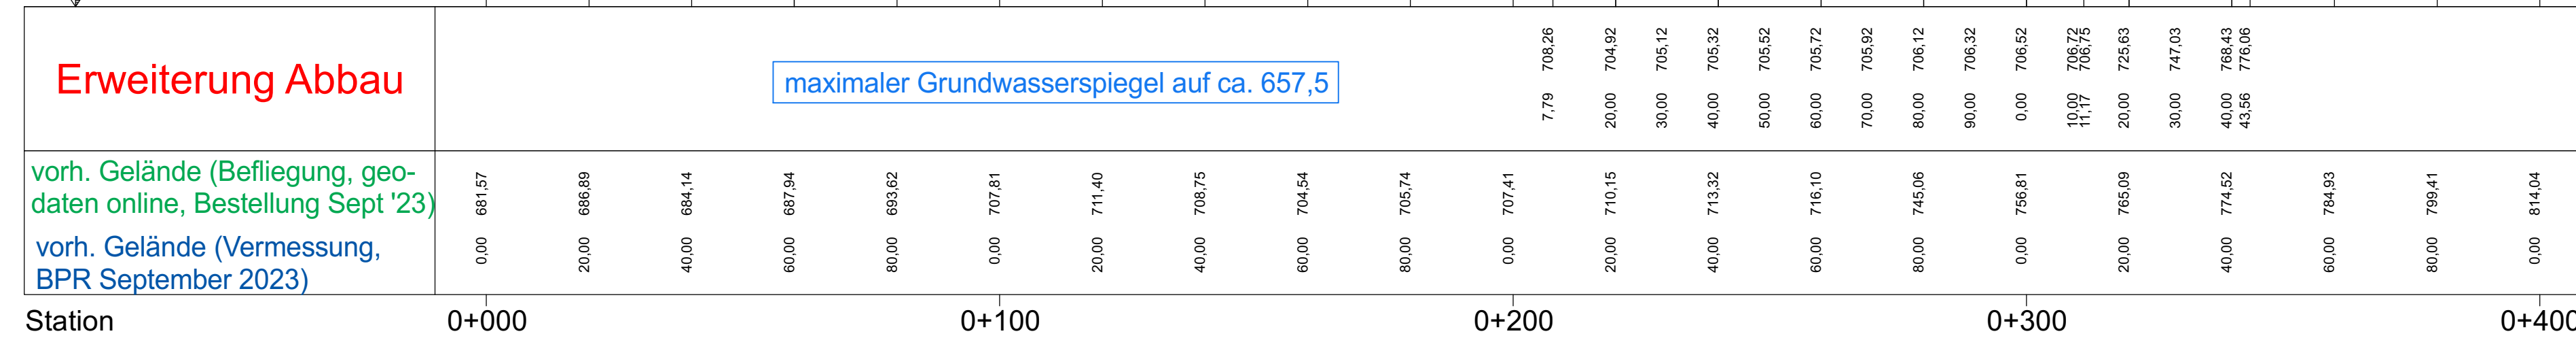 Erweiterung Abbau
maximaler Grundwasserspiegel auf ca. 657,5
708,26 704,92 705,12 705,32 705,52 705,72 705,92 706,12 706,32 706,52 706,72 706,75 725,63 747,03 768,43 776,06
7,79 20,00 30,00 40,00 50,00 60,00 70,00 80,00 90,00 0,00 10,00 11,17 20,00 30,00 40,00 43,56
vorh. Gelände (Befliegung, geo-
daten online, Bestellung Sept '23)
681,57 686,89 684,14 687,94 693,62 707,81 711,40 708,75 704,54 705,74 707,41 710,15 713,32 716,10 745,06 756,81 765,09 774,52 784,93 799,41 814,04
vorh. Gelände (Vermessung,
BPR September 2023)
0,00 20,00 40,00 60,00 80,00 0,00 20,00 40,00 60,00 80,00 0,00 20,00 40,00 60,00 80,00 0,00 20,00 40,00 60,00 80,00 0,00
Station 0+000 0+100 0+200 0+300 0+400